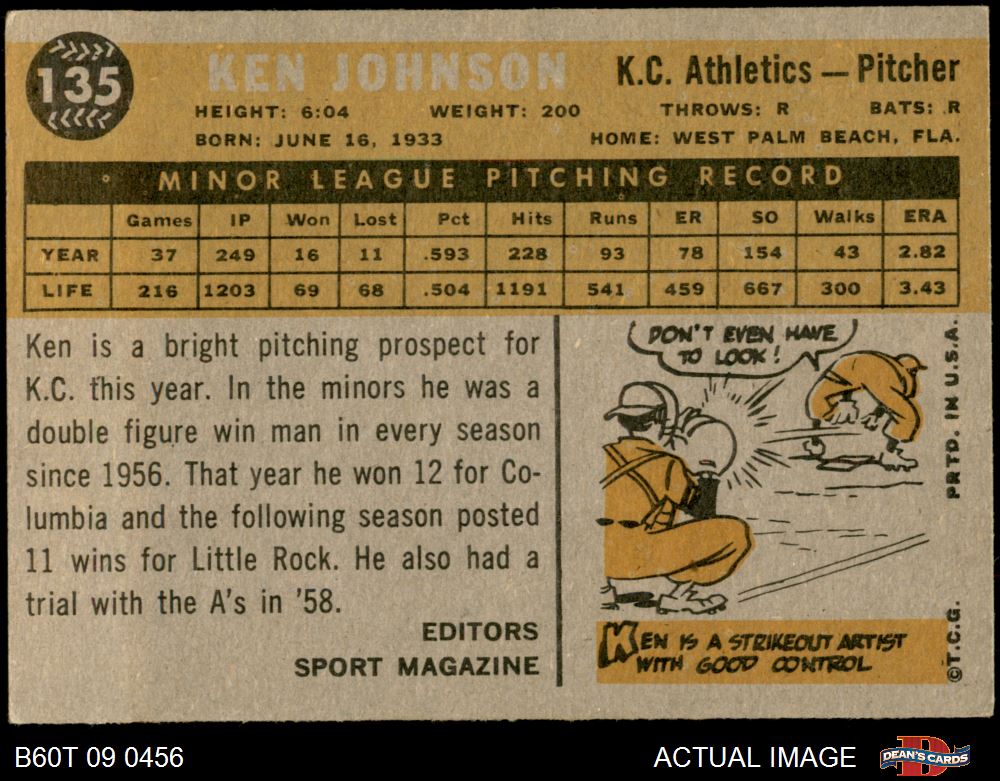 135
KEN JOHNSON
K.C. Athletics — Pitcher
HEIGHT: 6:04 WEIGHT: 200 THROWS: R BATS: R
BORN: JUNE 16, 1933 HOME: WEST PALM BEACH, FLA.
MINOR LEAGUE PITCHING RECORD
Games IP Won Lost Pct Hits Runs ER SO Walks ERA
YEAR 37 249 16 11 .593 228 93 78 154 43 2.82
LIFE 216 1203 69 68 .504 1191 541 459 667 300 3.43
Ken is a bright pitching prospect for
K.C. this year. In the minors he was a
double figure win man in every season
since 1956. That year he won 12 for Co-
lumbia and the following season posted
11 wins for Little Rock. He also had a
trial with the A's in '58.
EDITORS
SPORT MAGAZINE
DON'T EVEN HAVE
TO LOOK!
KEN IS A STRIKEOUT ARTIST
WITH GOOD CONTROL
PRTD. IN U.S.A.
©T.C.G.
B60T 09 0456
ACTUAL IMAGE
DEAN'S CARDS